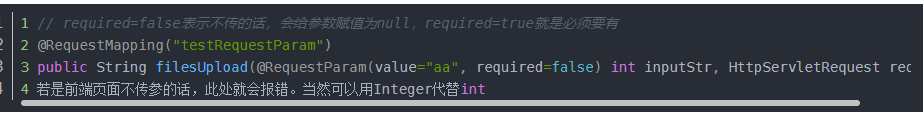 1 // required=false表示不传的话，会给参数赋值为null，required=true就是必须要有
2 @RequestMapping("testRequestParam")
3 public String filesUpload(@RequestParam(value="aa", required=false) int inputStr, HttpServletRequest rec
4 若是前端页面不传参的话，此处就会报错。当然可以用Integer代替int